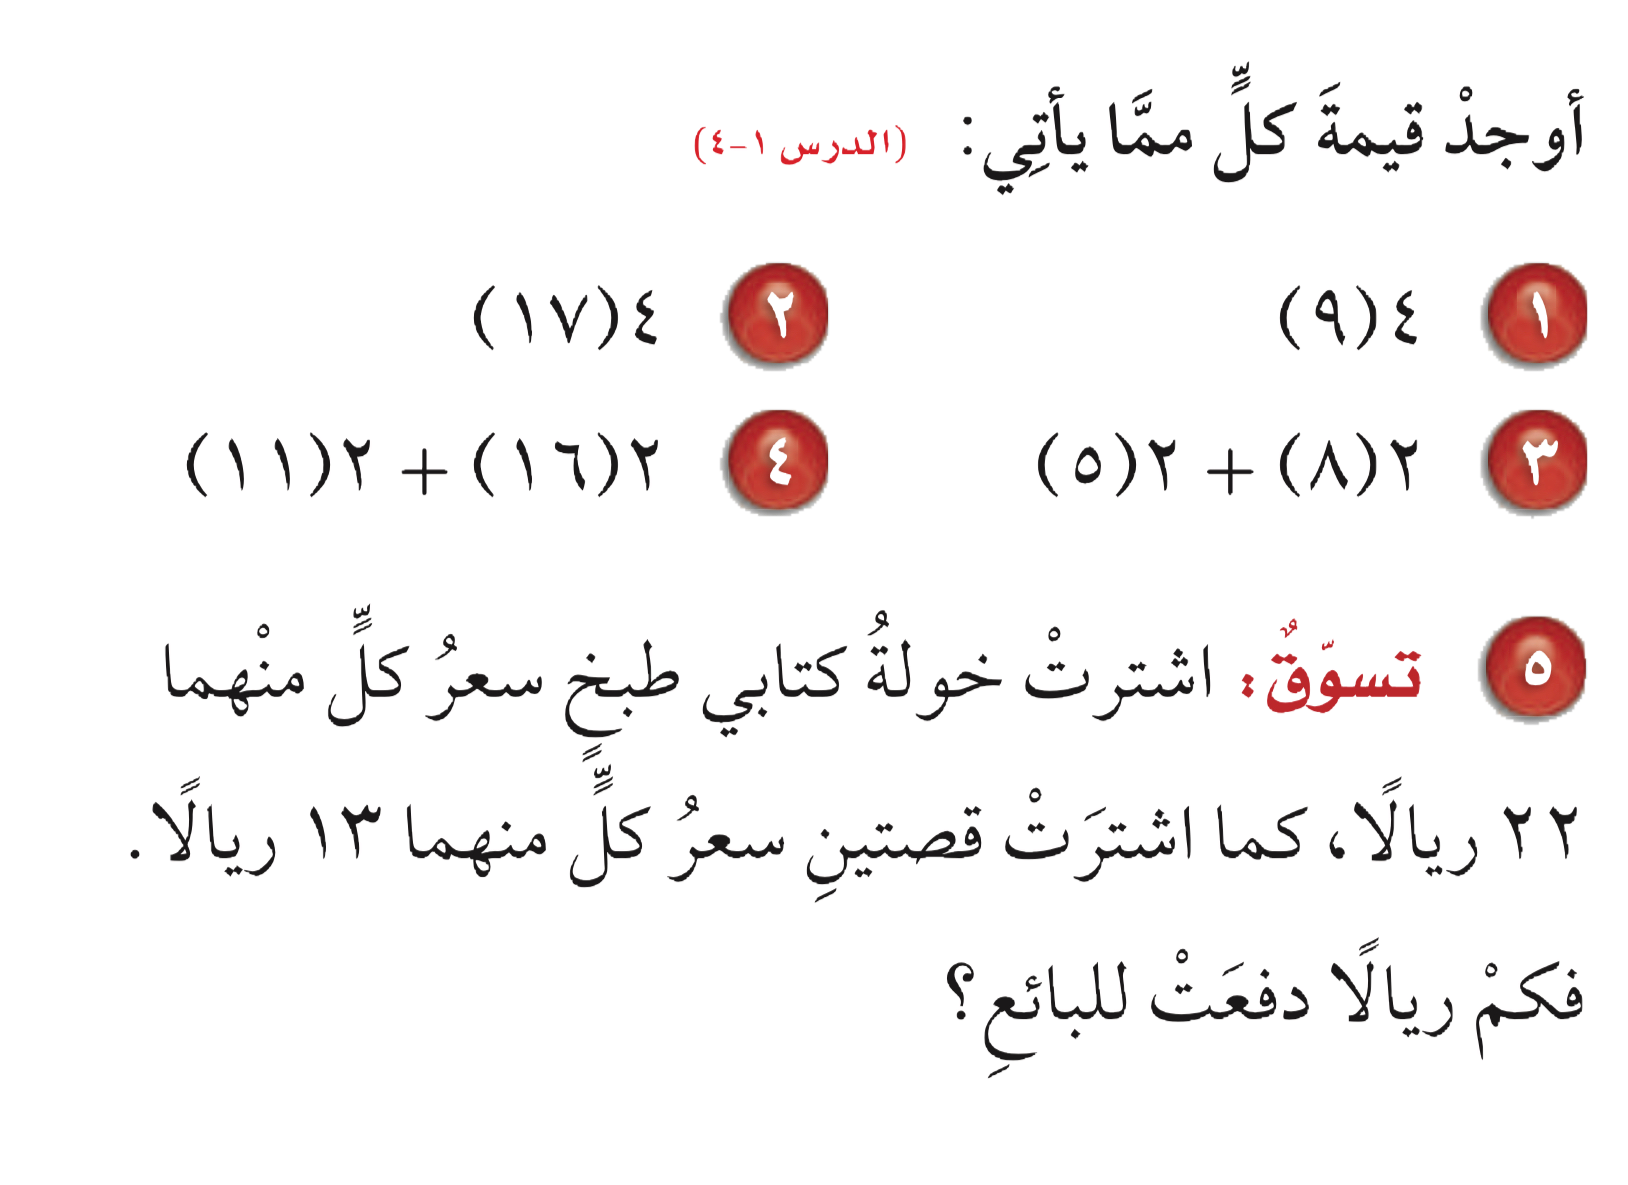 أوجدْ قيمةَ كلٍّ ممَّا يأتِي: (الدرس ١-٤)
١ ٤(٩) ٢ ٤(١٧)
٣ ٢(٨) + ٢(٥) ٤ ٢(١٦) + ٢(١١)
٥ تسوّقٌ: اشترتْ خولةُ كتابي طبخٍ سعرُ كلٍّ منْهما
٢٢ ريالًا، كما اشترَتْ قصتينِ سعرُ كلٍّ منهما ١٣ ريالًا.
فكمْ ريالًا دفعَتْ للبائعِ؟